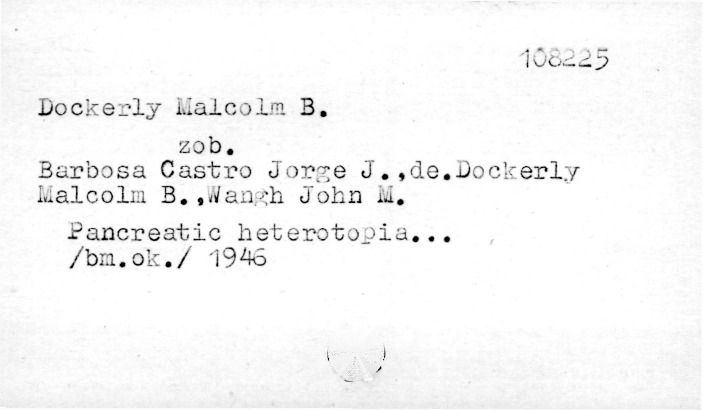 108225
Dockerly Malcolm B.
zob.
Barbosa Castro Jorge J.,de.Dockerly
Malcolm B.,Wangh John M.
Pancreatic heterotopia...
/bm.ok./ 1946